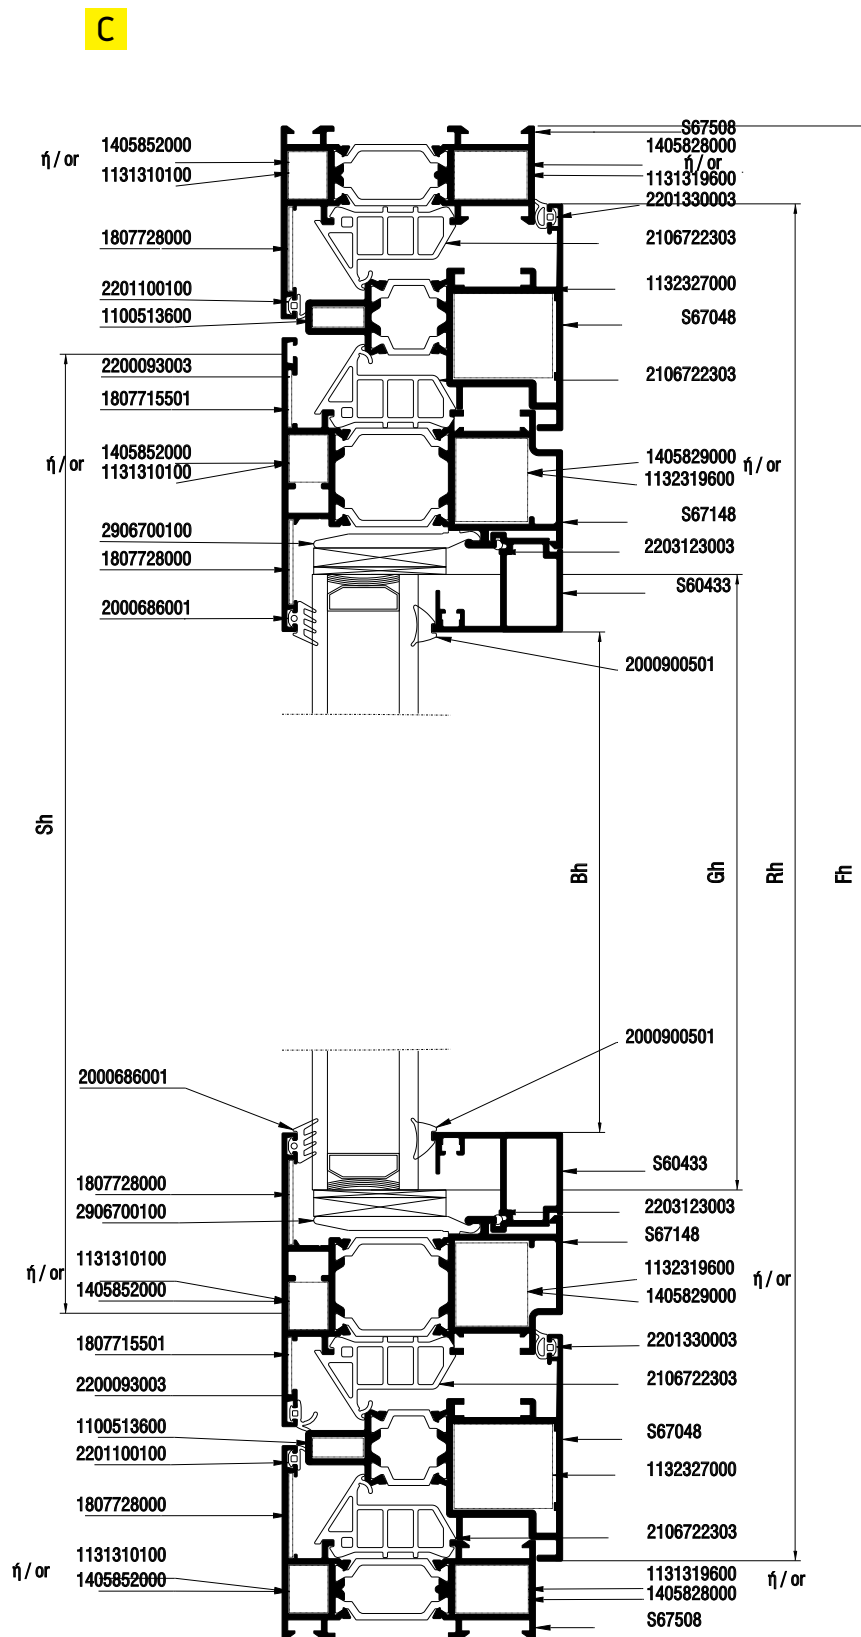 C
S67508
1405852000
1405828000
ή / or
ή / or
1131310100
1131319600
2201330003
1807728000
2106722303
2201100100
1132327000
1100513600
S67048
2200093003
2106722303
1807715501
1405852000
1405829000
ή / or
ή / or
1131310100
1132319600
S67148
2906700100
2203123003
1807728000
S60433
2000686001
2000900501
Sh
Bh
Gh
Rh
Fh
2000900501
2000686001
S60433
1807728000
2203123003
2906700100
S67148
1131310100
1132319600
ή / or
ή / or
1405852000
1405829000
1807715501
2201330003
2200093003
2106722303
1100513600
S67048
2201100100
1132327000
1807728000
2106722303
1131310100
1131319600
ή / or
ή / or
1405852000
1405828000
S67508